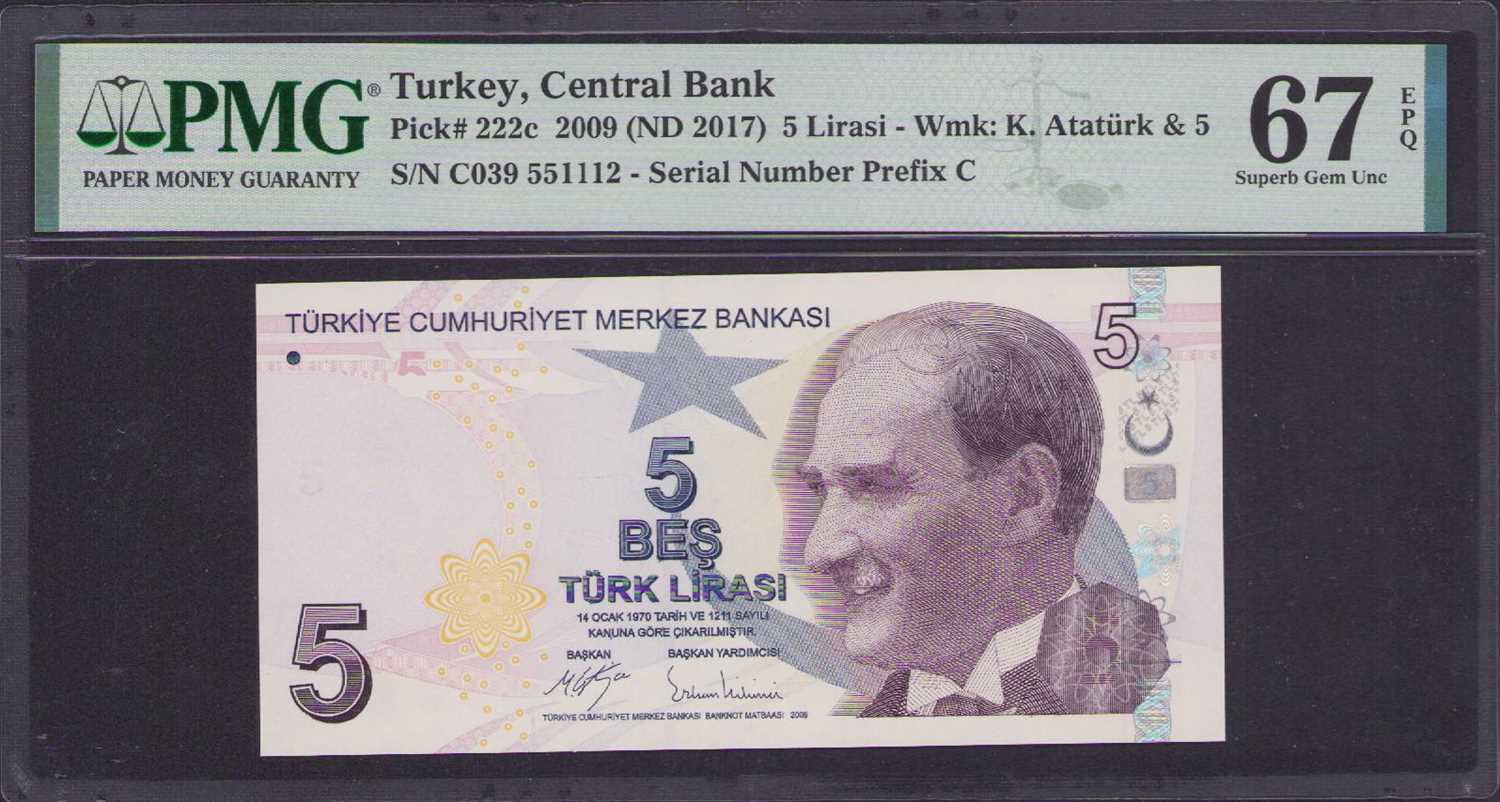 PMG®
PAPER MONEY GUARANTY
Turkey, Central Bank
Pick# 222c 2009 (ND 2017) 5 Lirasi - Wmk: K. Atatürk & 5
S/N C039 551112 - Serial Number Prefix C
67
EPQ
Superb Gem Unc
TÜRKİYE CUMHURİYET MERKEZ BANKASI
5
5
5
5
BEŞ
TÜRK LİRASI
14 OCAK 1970 TARİH VE 1211 SAYILI
KANUNA GÖRE ÇIKARILMIŞTIR.
BAŞKAN BAŞKAN YARDIMCISI
5
TÜRKİYE CUMHURİYET MERKEZ BANKASI BANKNOT MATBAASI 2009